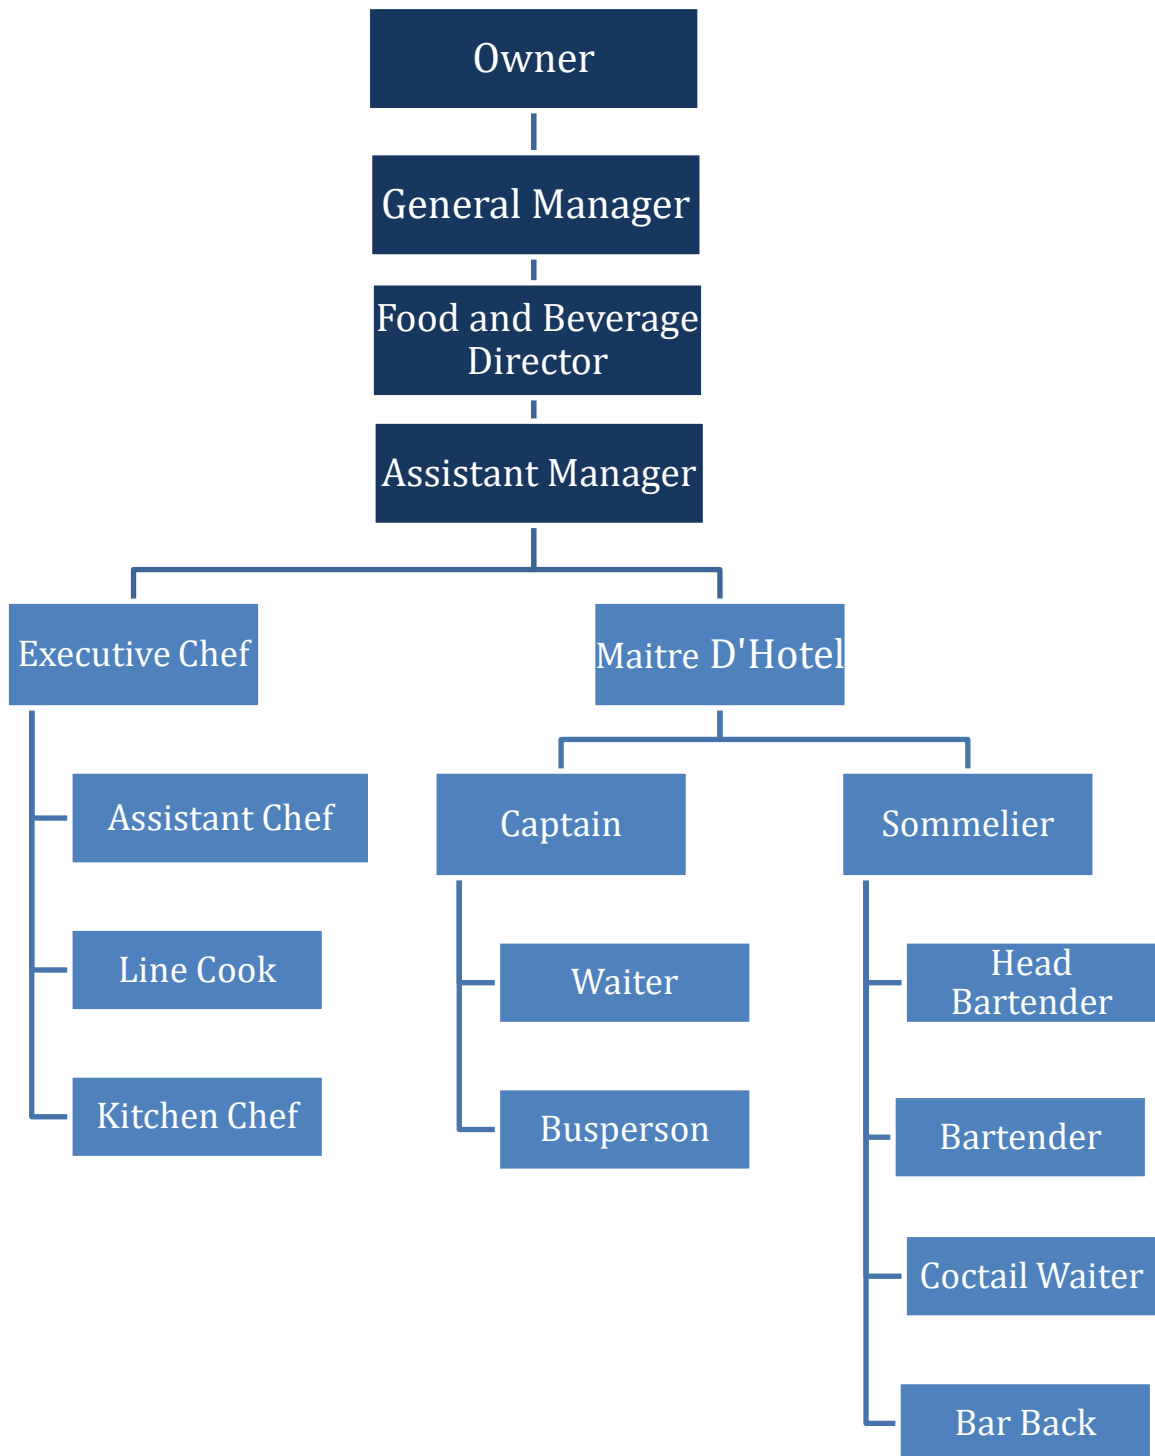 Owner
General Manager
Food and Beverage
Director
Assistant Manager
Executive Chef
Maitre D'Hotel
Assistant Chef
Captain
Sommelier
Line Cook
Waiter
Head
Bartender
Kitchen Chef
Busperson
Bartender
Coctail Waiter
Bar Back